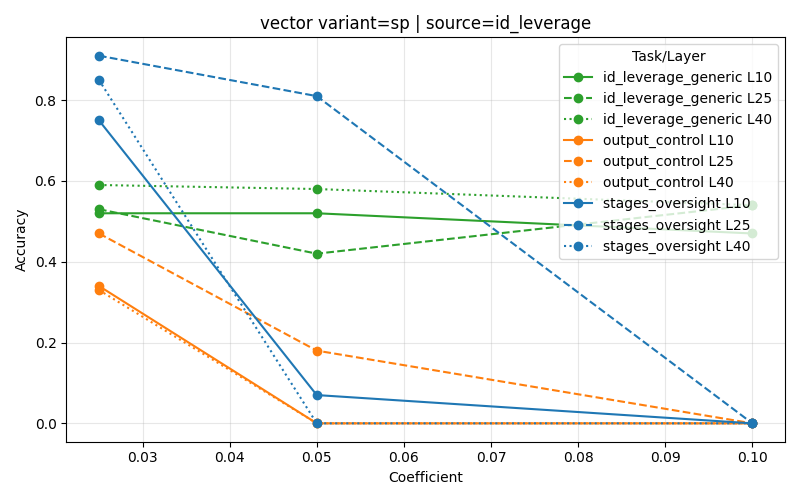 vector variant=sp | source=id_leverage
Accuracy
0.8
0.6
0.4
0.2
0.0
Task/Layer
id_leverage_generic L10
id_leverage_generic L25
id_leverage_generic L40
output_control L10
output_control L25
output_control L40
stages_oversight L10
stages_oversight L25
stages_oversight L40
0.03 0.04 0.05 0.06 0.07 0.08 0.09 0.10
Coefficient